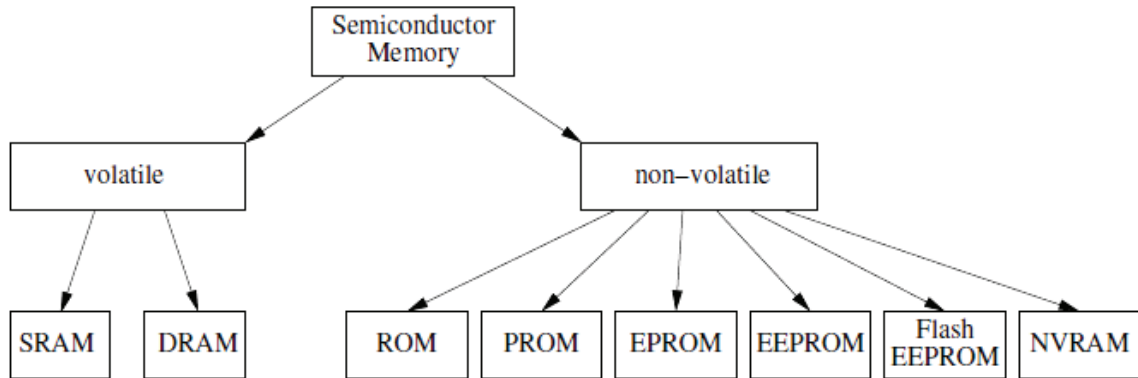 Semiconductor
Memory
volatile
non−volatile
SRAM
DRAM
ROM
PROM
EPROM
EEPROM
Flash
EEPROM
NVRAM